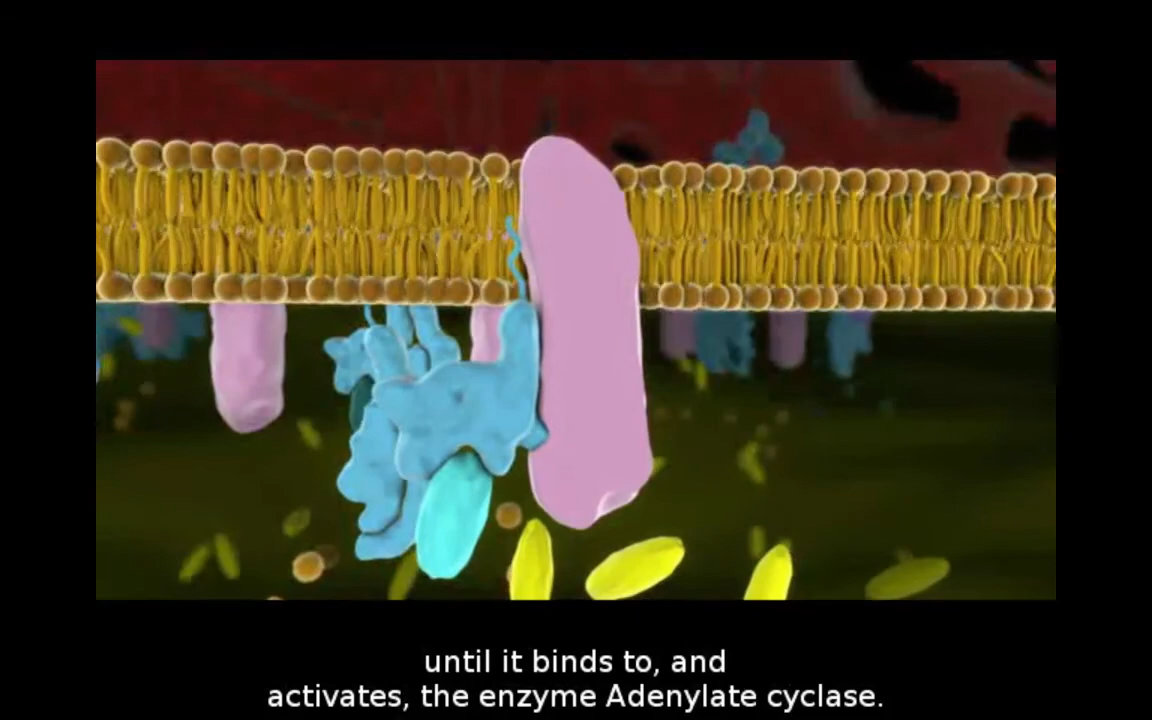 until it binds to, and
activates, the enzyme Adenylate cyclase.